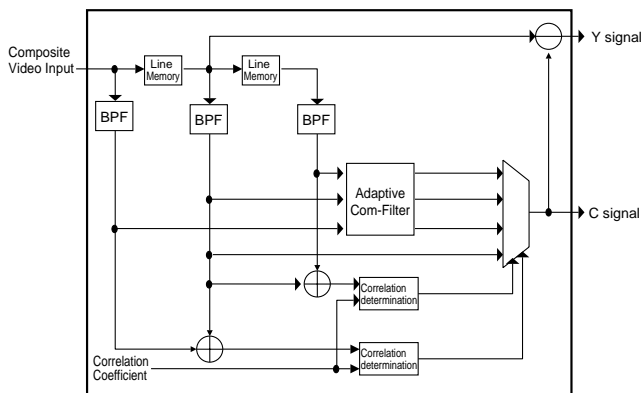 Composite
Video Input
Line
Memory
Line
Memory
Y signal
BPF
BPF
BPF
Adaptive
Com-Filter
C signal
Correlation
determination
Correlation
determination
Correlation
Coefficient